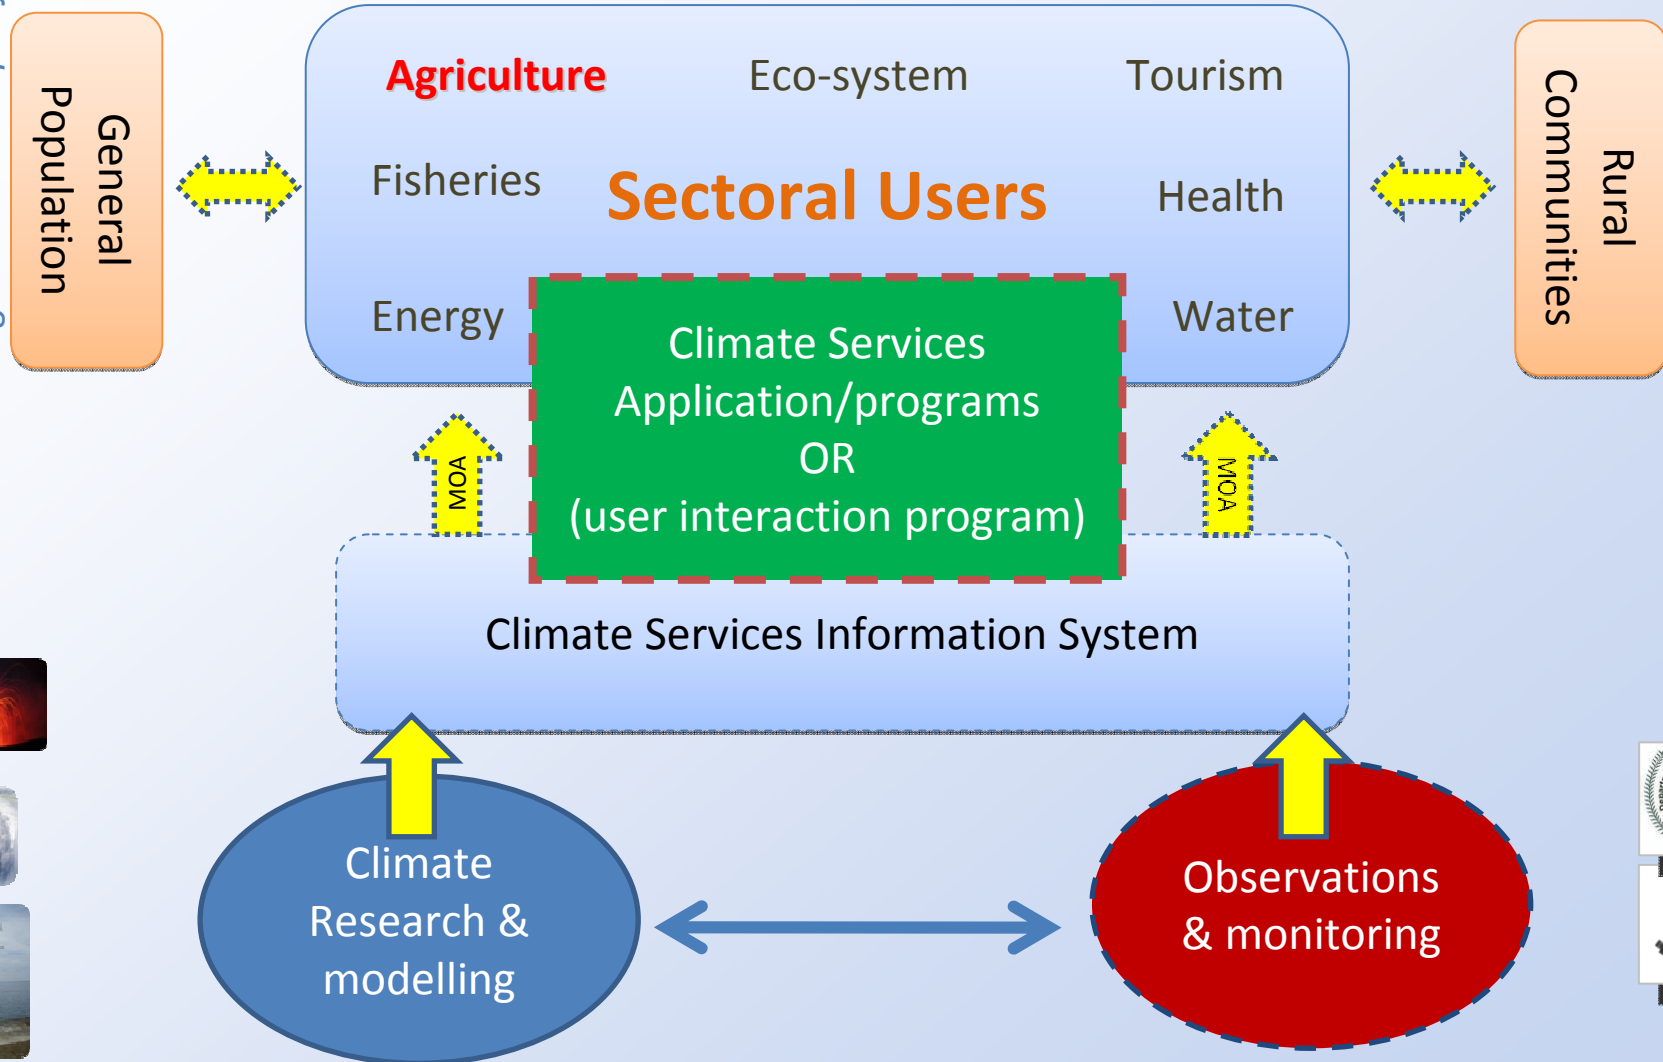 General
Population
Agriculture
Eco-system
Tourism
Fisheries
Sectoral Users
Health
Energy
Water
Rural
Communities
Climate Services
Application/programs
OR
(user interaction program)
MOA
MOA
Climate Services Information System
Climate
Research &
modelling
Observations
& monitoring